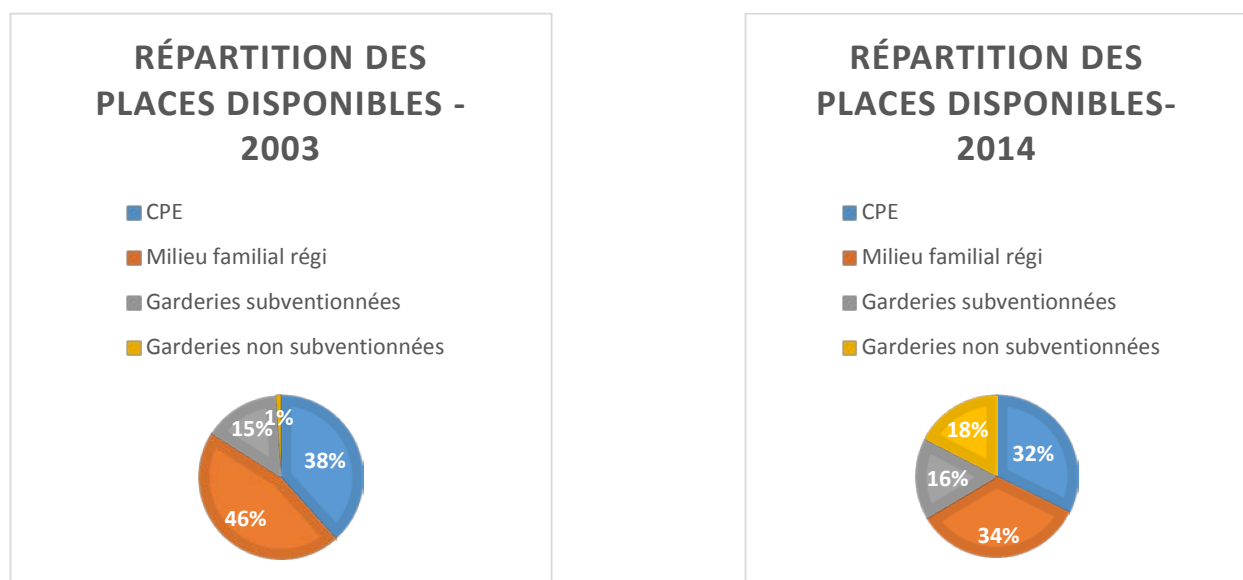 RÉPARTITION DES
PLACES DISPONIBLES -
2003
CPE
Milieu familial régi
Garderies subventionnées
Garderies non subventionnées
1%
15%
38%
46%
RÉPARTITION DES
PLACES DISPONIBLES-
2014
CPE
Milieu familial régi
Garderies subventionnées
Garderies non subventionnées
18%
32%
16%
34%